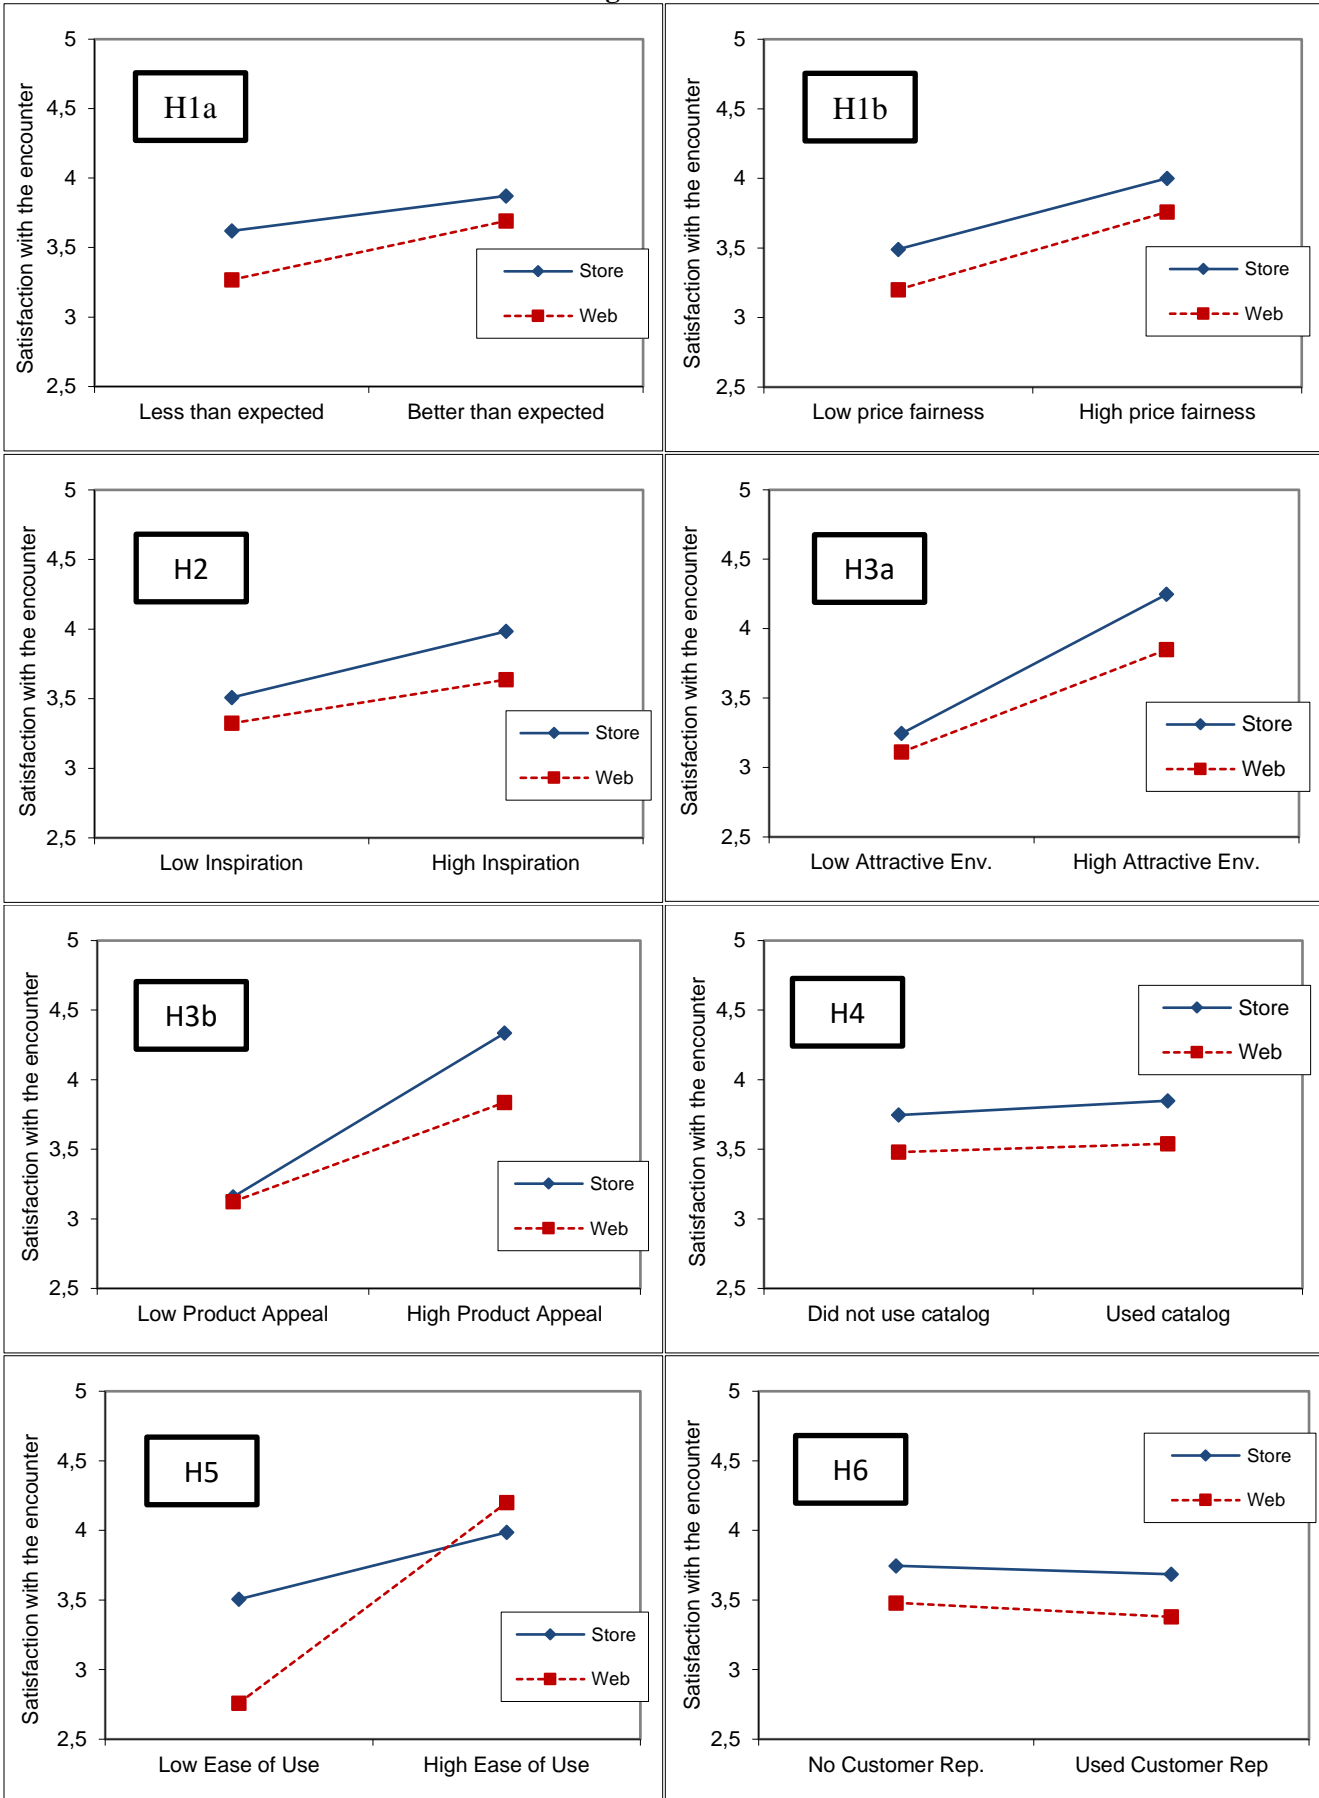 5
4,5
4
3,5
3
2,5
Satisfaction with the encounter
H1a
Store
Web
Less than expected
Better than expected
5
4,5
4
3,5
3
2,5
Satisfaction with the encounter
H1b
Store
Web
Low price fairness
High price fairness
5
4,5
4
3,5
3
2,5
Satisfaction with the encounter
H2
Store
Web
Low Inspiration
High Inspiration
5
4,5
4
3,5
3
2,5
Satisfaction with the encounter
H3a
Store
Web
Low Attractive Env.
High Attractive Env.
5
4,5
4
3,5
3
2,5
Satisfaction with the encounter
H3b
Store
Web
Low Product Appeal
High Product Appeal
5
4,5
4
3,5
3
2,5
Satisfaction with the encounter
H4
Store
Web
Did not use catalog
Used catalog
5
4,5
4
3,5
3
2,5
Satisfaction with the encounter
H5
Store
Web
Low Ease of Use
High Ease of Use
5
4,5
4
3,5
3
2,5
Satisfaction with the encounter
H6
Store
Web
No Customer Rep.
Used Customer Rep